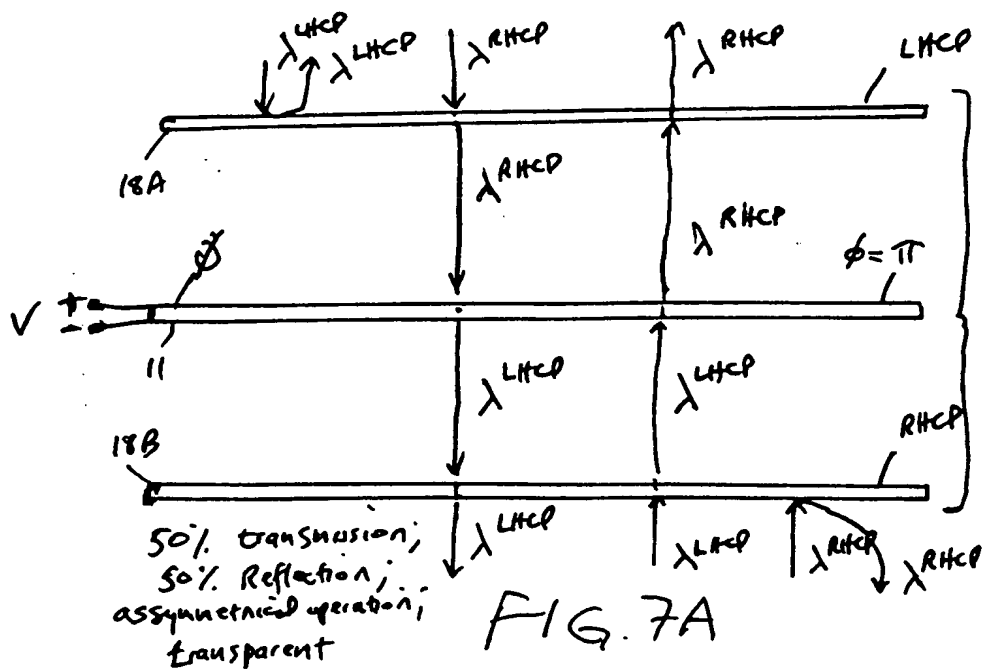 λ^LHCP λ^LHCP λ^RHCP λ^RHCP LHCP
18A
λ^RHCP λ^RHCP
V + - ϕ ϕ=π
11
λ^LHCP λ^LHCP
18B RHCP
λ^LHCP λ^LHCP λ^RHCP λ^RHCP
50% transmission;
50% Reflection;
assymmetrical operation;
transparent
FIG. 7A